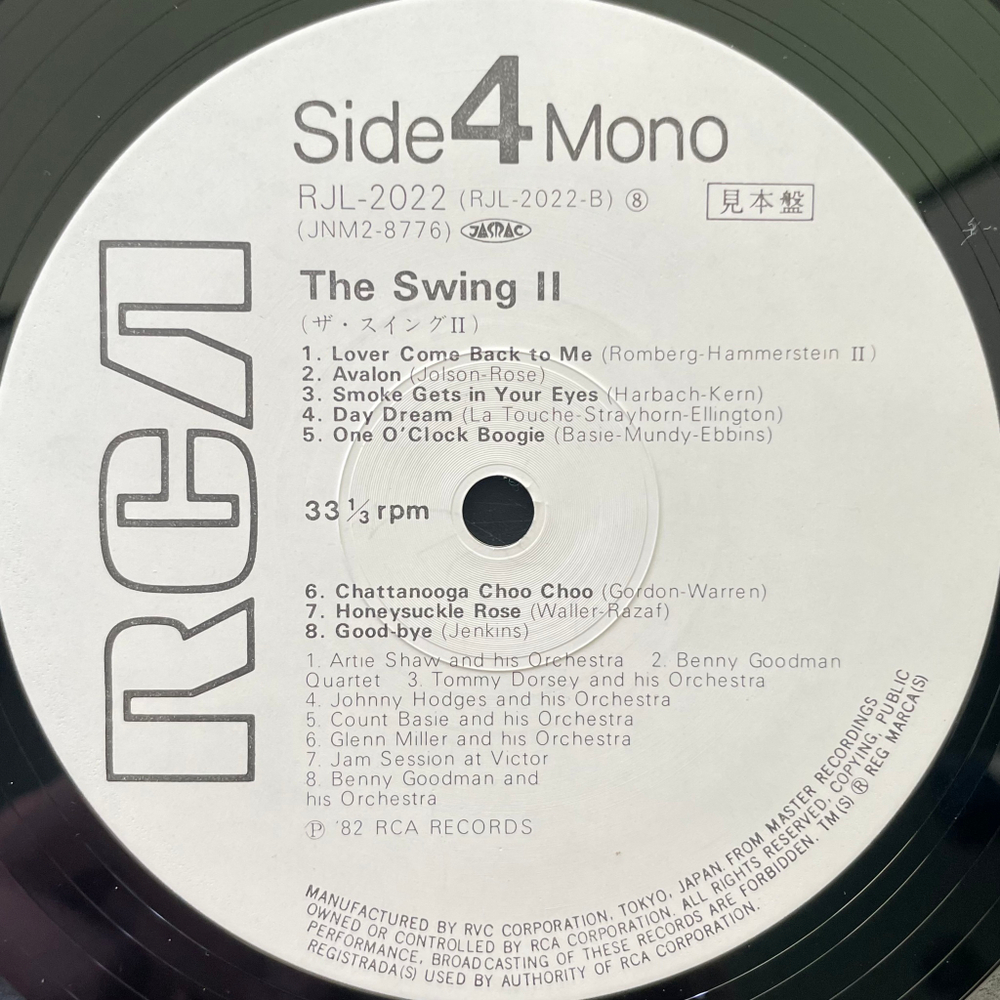 Side 4 Mono
RJL-2022 (RJL-2022-B) ⑧ 見本盤
(JNM2-8776) JASRAC
RCA
The Swing II
(ザ・スイングII)
1. Lover Come Back to Me (Romberg-Hammerstein II)
2. Avalon (Jolson-Rose)
3. Smoke Gets in Your Eyes (Harbach-Kern)
4. Day Dream (La Touche-Strayhorn-Ellington)
5. One O'Clock Boogie (Basie-Mundy-Ebbins)
33 1/3 rpm
6. Chattanooga Choo Choo (Gordon-Warren)
7. Honeysuckle Rose (Waller-Razaf)
8. Good-bye (Jenkins)
1. Artie Shaw and his Orchestra 2. Benny Goodman
Quartet 3. Tommy Dorsey and his Orchestra
4. Johnny Hodges and his Orchestra
5. Count Basie and his Orchestra
6. Glenn Miller and his Orchestra
7. Jam Session at Victor
8. Benny Goodman and
his Orchestra
Ⓟ '82 RCA RECORDS
MANUFACTURED BY RVC CORPORATION, TOKYO, JAPAN. FROM MASTER RECORDINGS
OWNED OR CONTROLLED BY RCA CORPORATION. ALL RIGHTS RESERVED, COPYING, PUBLIC
PERFORMANCE, BROADCASTING OF THESE RECORDS ARE FORBIDDEN. TM(S) ® REG MARCA(S)
REGISTRADA(S) USED BY AUTHORITY OF RCA CORPORATION.